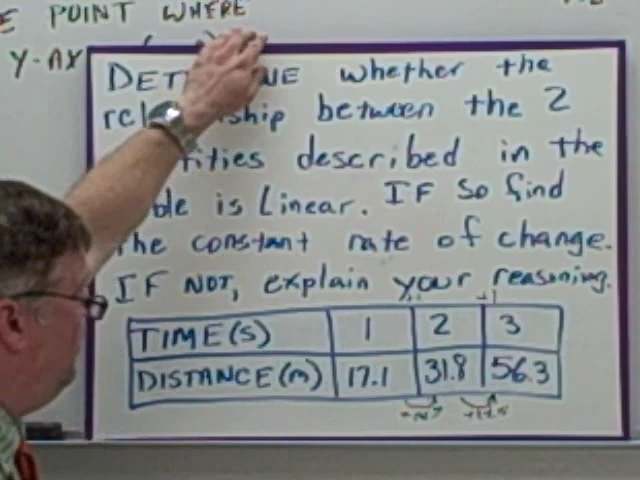 POINT WHERE
Y-AX
DET NE whether the
rel ship between the 2
tities described in the
ble is Linear. IF So find
the constant rate of change.
IF NOT, explain your reasoning.
TIME(s) 1 2 3
DISTANCE(m) 17.1 31.8 56.3